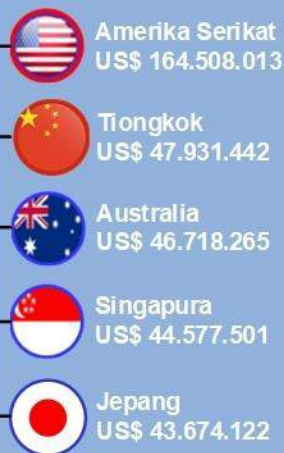 Amerika Serikat
US$ 164.508.013
Tiongkok
US$ 47.931.442
Australia
US$ 46.718.265
Singapura
US$ 44.577.501
Jepang
US$ 43.674.122